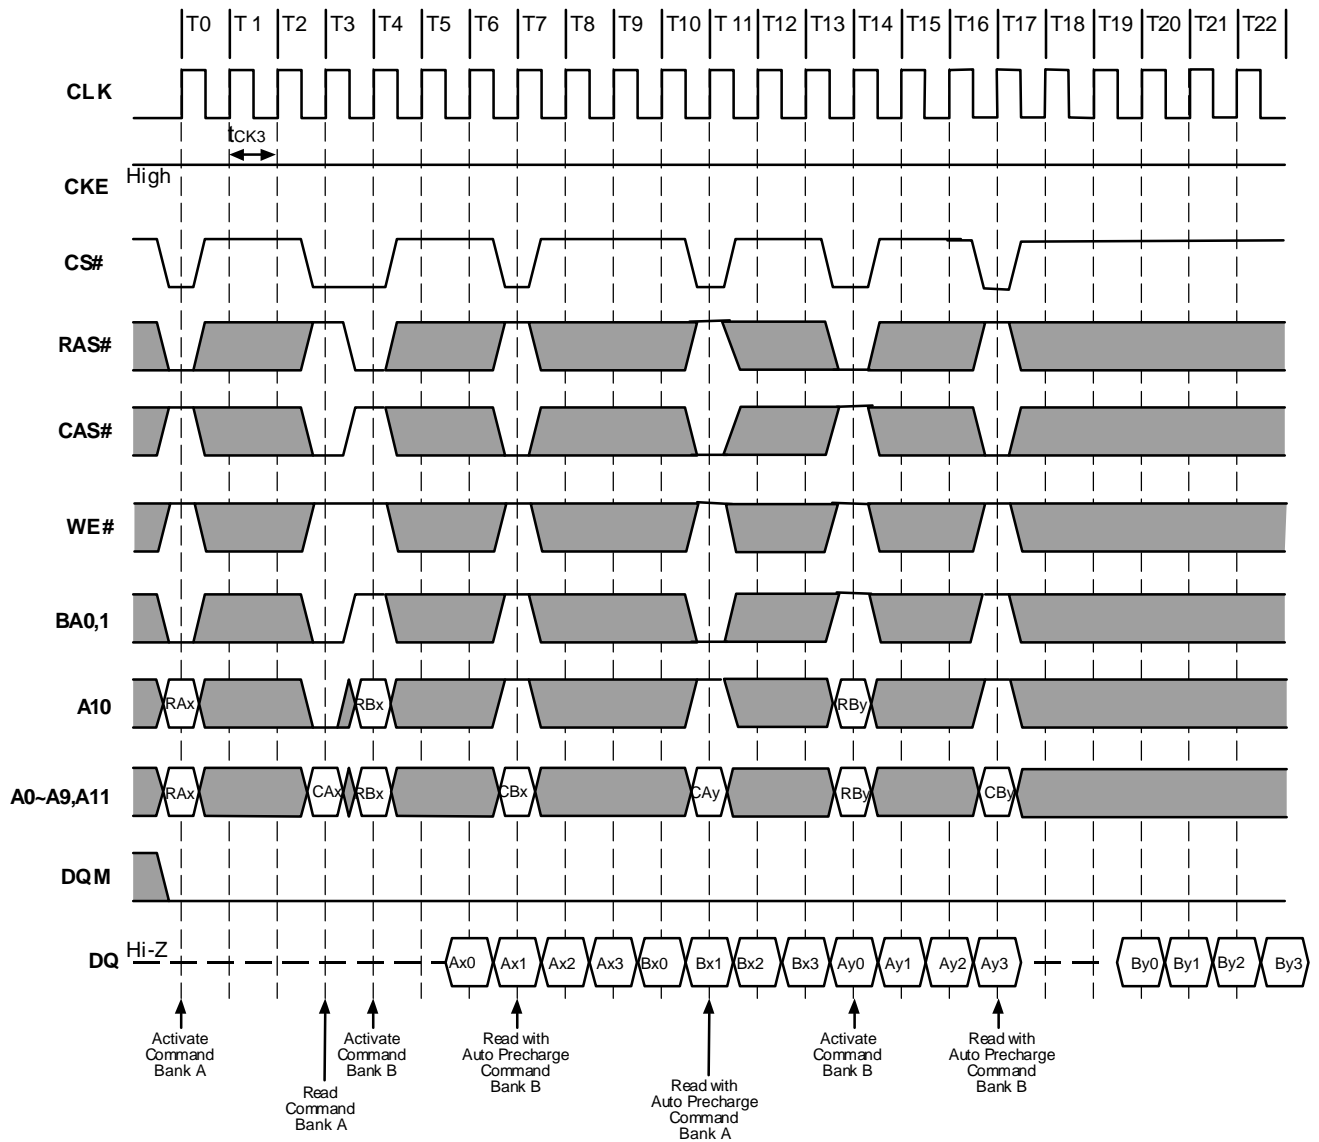 T0 T 1 T2 T3 T4 T5 T6 T7 T8 T9 T10 T 11 T12 T13 T14 T15 T16 T17 T18 T19 T20 T21 T22
CLK
tCK3
High
CKE
CS#
RAS#
CAS#
WE#
BA0,1
A10
RAx RBx RBy
A0~A9,A11
RAx CAx RBx CBx CAy RBy CBy
DQM
Hi-Z
DQ
Ax0 Ax1 Ax2 Ax3 Bx0 Bx1 Bx2 Bx3 Ay0 Ay1 Ay2 Ay3 By0 By1 By2 By3
Activate
Command
Bank A
Read
Command
Bank A
Activate
Command
Bank B
Read with
Auto Precharge
Command
Bank B
Read with
Auto Precharge
Command
Bank A
Activate
Command
Bank B
Read with
Auto Precharge
Command
Bank B